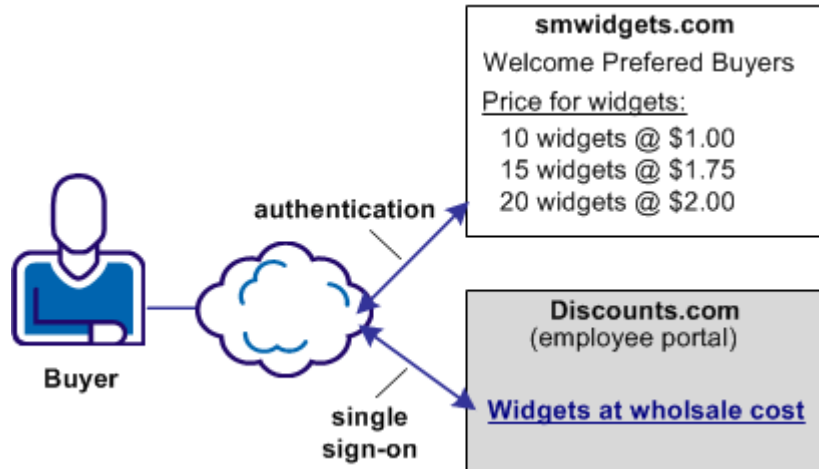 smwidgets.com
Welcome Prefered Buyers
Price for widgets:
10 widgets @ $1.00
15 widgets @ $1.75
20 widgets @ $2.00
authentication
Buyer
single
sign-on
Discounts.com
(employee portal)
Widgets at wholsale cost